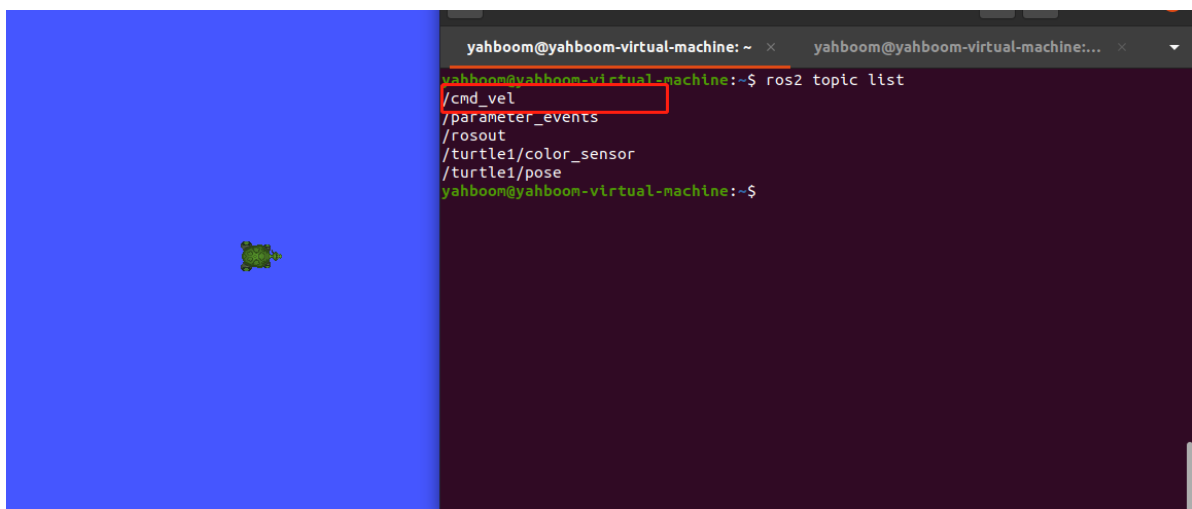 yahboom@yahboom-virtual-machine: ~
yahboom@yahboom-virtual-machine:...
yahboom@yahboom-virtual-machine:~$ ros2 topic list
/cmd_vel
/parameter_events
/rosout
/turtle1/color_sensor
/turtle1/pose
yahboom@yahboom-virtual-machine:~$